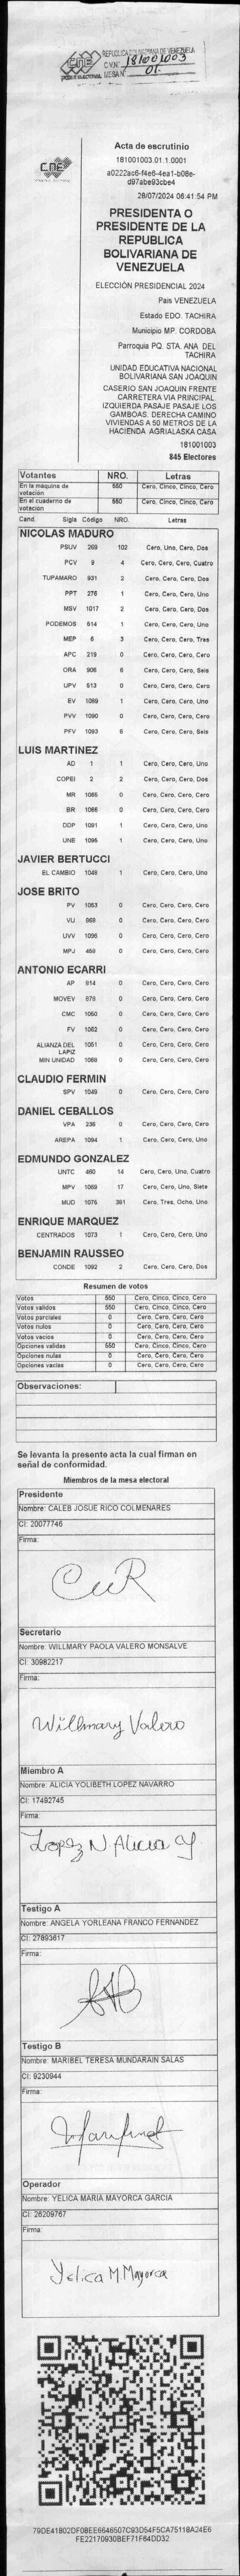 CNE
PODER ELECTORAL
REPUBLICA BOLIVARIANA DE VENEZUELA
C.V.Nº 181001003
MESA Nº 01.
CNE
Acta de escrutinio
181001003.01.1.0001
a0222ac6-f4e6-4ea1-b08e-
d97abe93cbe4
28/07/2024 06:41:54 PM
PRESIDENTA O
PRESIDENTE DE LA
REPUBLICA
BOLIVARIANA DE
VENEZUELA
ELECCIÓN PRESIDENCIAL 2024
Pais VENEZUELA
Estado EDO. TACHIRA
Municipio MP. CORDOBA
Parroquia PQ. STA. ANA DEL
TACHIRA
UNIDAD EDUCATIVA NACIONAL
BOLIVARIANA SAN JOAQUIN
CASERIO SAN JOAQUIN FRENTE
CARRETERA VIA PRINCIPAL.
IZQUIERDA PASAJE PASAJE LOS
GAMBOAS. DERECHA CAMINO
VIVIENDAS A 50 METROS DE LA
HACIENDA AGRIALASKA CASA
181001003
845 Electores
Votantes NRO. Letras
En la máquina de votación 550 Cero, Cinco, Cinco, Cero
En el cuaderno de votación 550 Cero, Cinco, Cinco, Cero
Cand. Sigla Código NRO. Letras
NICOLAS MADURO
PSUV 269 102 Cero, Uno, Cero, Dos
PCV 9 4 Cero, Cero, Cero, Cuatro
TUPAMARO 931 2 Cero, Cero, Cero, Dos
PPT 276 1 Cero, Cero, Cero, Uno
MSV 1017 2 Cero, Cero, Cero, Dos
PODEMOS 514 1 Cero, Cero, Cero, Uno
MEP 6 3 Cero, Cero, Cero, Tres
APC 219 0 Cero, Cero, Cero, Cero
ORA 906 6 Cero, Cero, Cero, Seis
UPV 513 0 Cero, Cero, Cero, Cero
EV 1089 1 Cero, Cero, Cero, Uno
PVV 1090 0 Cero, Cero, Cero, Cero
PFV 1093 6 Cero, Cero, Cero, Seis
LUIS MARTINEZ
AD 1 1 Cero, Cero, Cero, Uno
COPEI 2 2 Cero, Cero, Cero, Dos
MR 1065 0 Cero, Cero, Cero, Cero
BR 1066 0 Cero, Cero, Cero, Cero
DDP 1091 1 Cero, Cero, Cero, Uno
UNE 1095 1 Cero, Cero, Cero, Uno
JAVIER BERTUCCI
EL CAMBIO 1048 1 Cero, Cero, Cero, Uno
JOSE BRITO
PV 1053 0 Cero, Cero, Cero, Cero
VU 968 0 Cero, Cero, Cero, Cero
UVV 1096 0 Cero, Cero, Cero, Cero
MPJ 458 0 Cero, Cero, Cero, Cero
ANTONIO ECARRI
AP 914 0 Cero, Cero, Cero, Cero
MOVEV 878 0 Cero, Cero, Cero, Cero
CMC 1050 0 Cero, Cero, Cero, Cero
FV 1062 0 Cero, Cero, Cero, Cero
ALIANZA DEL LAPIZ 1051 0 Cero, Cero, Cero, Cero
MIN UNIDAD 1068 0 Cero, Cero, Cero, Cero
CLAUDIO FERMIN
SPV 1049 0 Cero, Cero, Cero, Cero
DANIEL CEBALLOS
VPA 236 0 Cero, Cero, Cero, Cero
AREPA 1094 1 Cero, Cero, Cero, Uno
EDMUNDO GONZALEZ
UNTC 460 14 Cero, Cero, Uno, Cuatro
MPV 1069 17 Cero, Cero, Uno, Siete
MUD 1075 381 Cero, Tres, Ocho, Uno
ENRIQUE MARQUEZ
CENTRADOS 1073 1 Cero, Cero, Cero, Uno
BENJAMIN RAUSSEO
CONDE 1092 2 Cero, Cero, Cero, Dos
Resumen de votos
Votos 550 Cero, Cinco, Cinco, Cero
Votos validos 550 Cero, Cinco, Cinco, Cero
Votos parciales 0 Cero, Cero, Cero, Cero
Votos nulos 0 Cero, Cero, Cero, Cero
Votos vacios 0 Cero, Cero, Cero, Cero
Opciones validas 550 Cero, Cinco, Cinco, Cero
Opciones nulas 0 Cero, Cero, Cero, Cero
Opciones vacias 0 Cero, Cero, Cero, Cero
Observaciones:
Se levanta la presente acta la cual firman en
señal de conformidad.
Miembros de la mesa electoral
Presidente
Nombre: CALEB JOSUE RICO COLMENARES
CI: 20077746
Firma:
CJR
Secretario
Nombre: WILLMARY PAOLA VALERO MONSALVE
CI: 30982217
Firma:
Willmary Valero
Miembro A
Nombre: ALICIA YOLIBETH LOPEZ NAVARRO
CI: 17492745
Firma:
Lopez N Alicia Y
Testigo A
Nombre: ANGELA YORLEANA FRANCO FERNANDEZ
CI: 27893617
Firma:
Testigo B
Nombre: MARIBEL TERESA MUNDARAIN SALAS
CI: 9230944
Firma:
Operador
Nombre: YELICA MARIA MAYORCA GARCIA
CI: 26209767
Firma:
Yelica M Mayorca
79DE41B02DF08EE6646507C93D54F5CA75118A24E6
FE22170930BEF71F64DD32